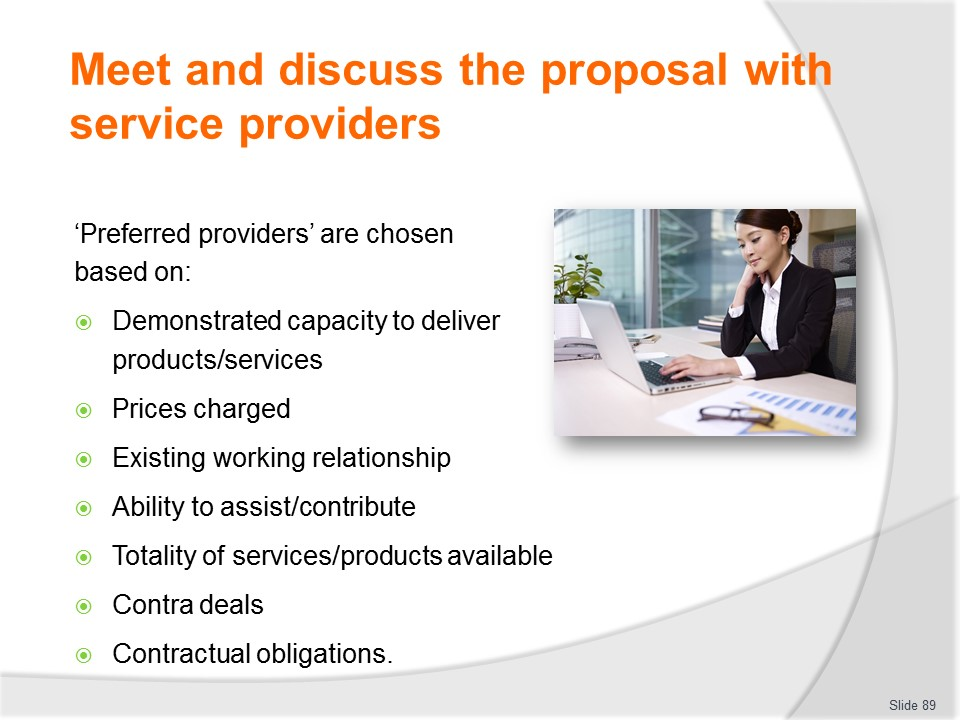 Meet and discuss the proposal with
service providers
‘Preferred providers’ are chosen
based on:
Demonstrated capacity to deliver
products/services
Prices charged
Existing working relationship
Ability to assist/contribute
Totality of services/products available
Contra deals
Contractual obligations.
Slide 89